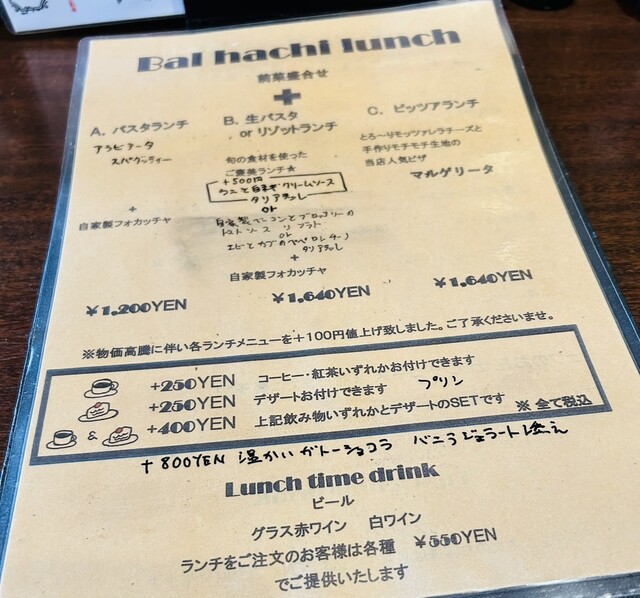 Bal hachi lunch
前菜盛合せ
+
A. パスタランチ
アラビアータ
スパゲッティー
+
自家製フォカッチャ
¥1,200YEN
B. 生パスタ
or リゾットランチ
旬の食材を使った
ご褒美ランチ★
+500円
ウニと白ネギクリームソース
タリアテッレ
or
自家製ベーコンとブロッコリーの
トマトソース
or
エビとカブのペペロンチーノ
タリアテッレ
+
自家製フォカッチャ
¥1,640YEN
C. ピッツァランチ
とろ〜りモッツァレラチーズと
手作りモチモチ生地の
当店人気ピザ
マルゲリータ
¥1,640YEN
※物価高騰に伴い各ランチメニューを+100円値上げ致しました。ご了承くださいませ。
+250YEN コーヒー・紅茶いずれかお付けできます
+250YEN デザートお付けできます プリン
& +400YEN 上記飲み物いずれかとデザートのSETです ※ 全て税込
+800YEN 温かいガトーショコラ バニラジェラート添え
Lunch time drink
ビール
グラス赤ワイン 白ワイン
ランチをご注文のお客様は各種 ¥550YEN
でご提供いたします